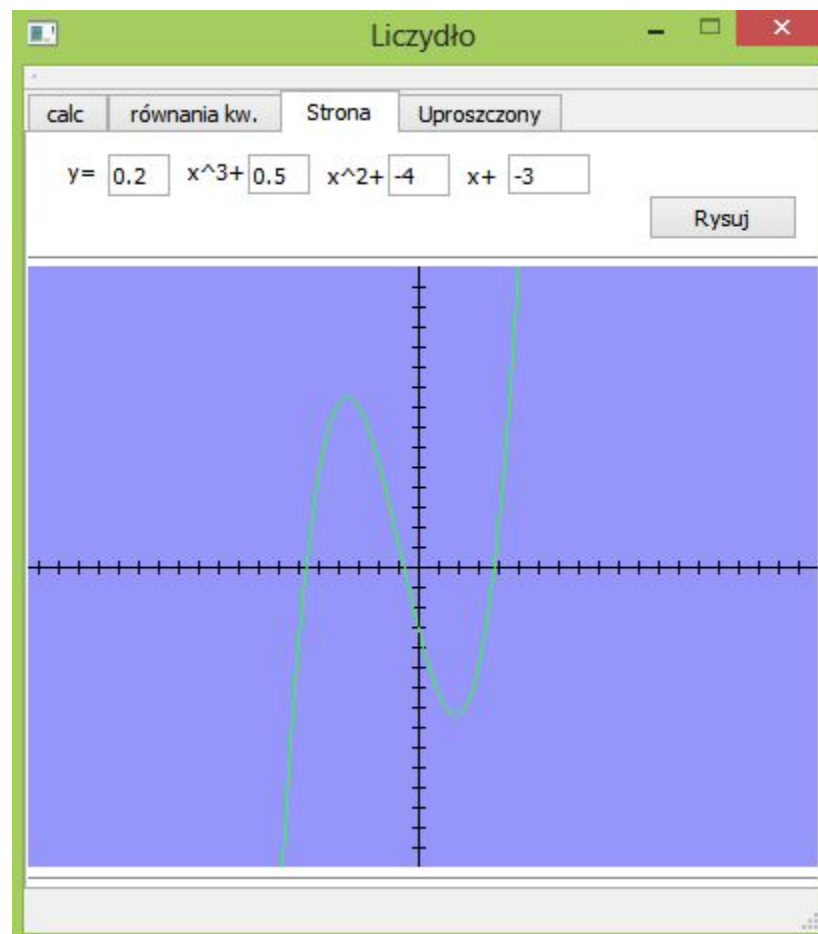 Liczydło
calc równania kw. Strona Uproszczony
y= 0.2 x^3+ 0.5 x^2+ -4 x+ -3
Rysuj